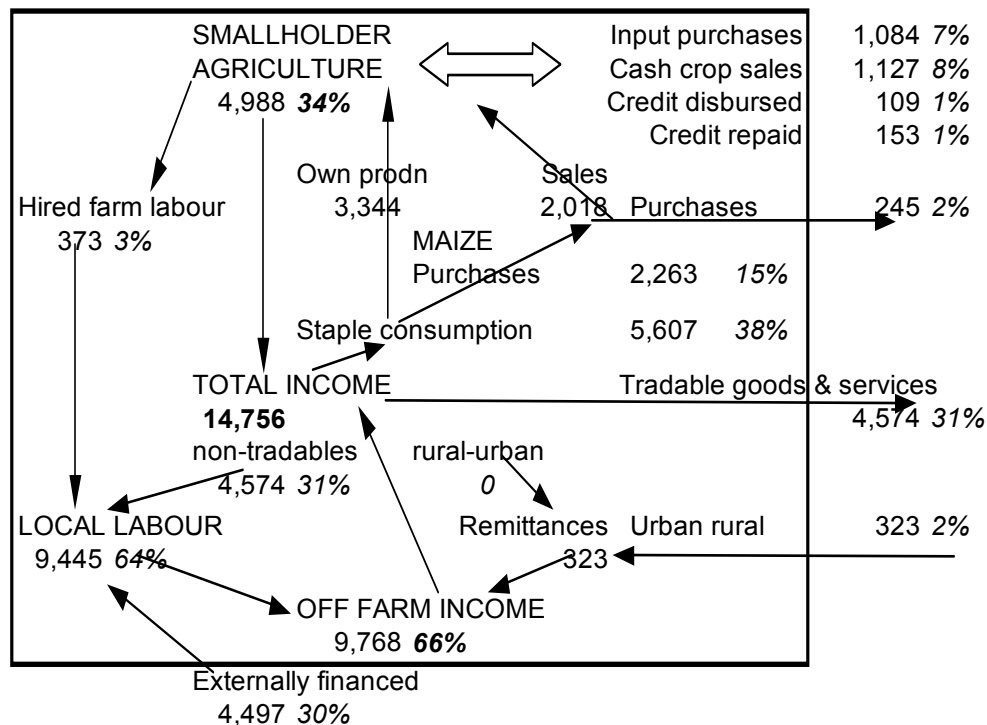 SMALLHOLDER Input purchases 1,084 7%
AGRICULTURE Cash crop sales 1,127 8%
4,988 34% Credit disbursed 109 1%
Credit repaid 153 1%
Own prodn Sales
Hired farm labour 3,344 2,018 Purchases 245 2%
373 3% MAIZE
Purchases 2,263 15%
Staple consumption 5,607 38%
TOTAL INCOME Tradable goods & services
14,756 4,574 31%
non-tradables rural-urban
4,574 31% 0
LOCAL LABOUR Remittances Urban rural 323 2%
9,445 64% 323
OFF FARM INCOME
9,768 66%
Externally financed
4,497 30%